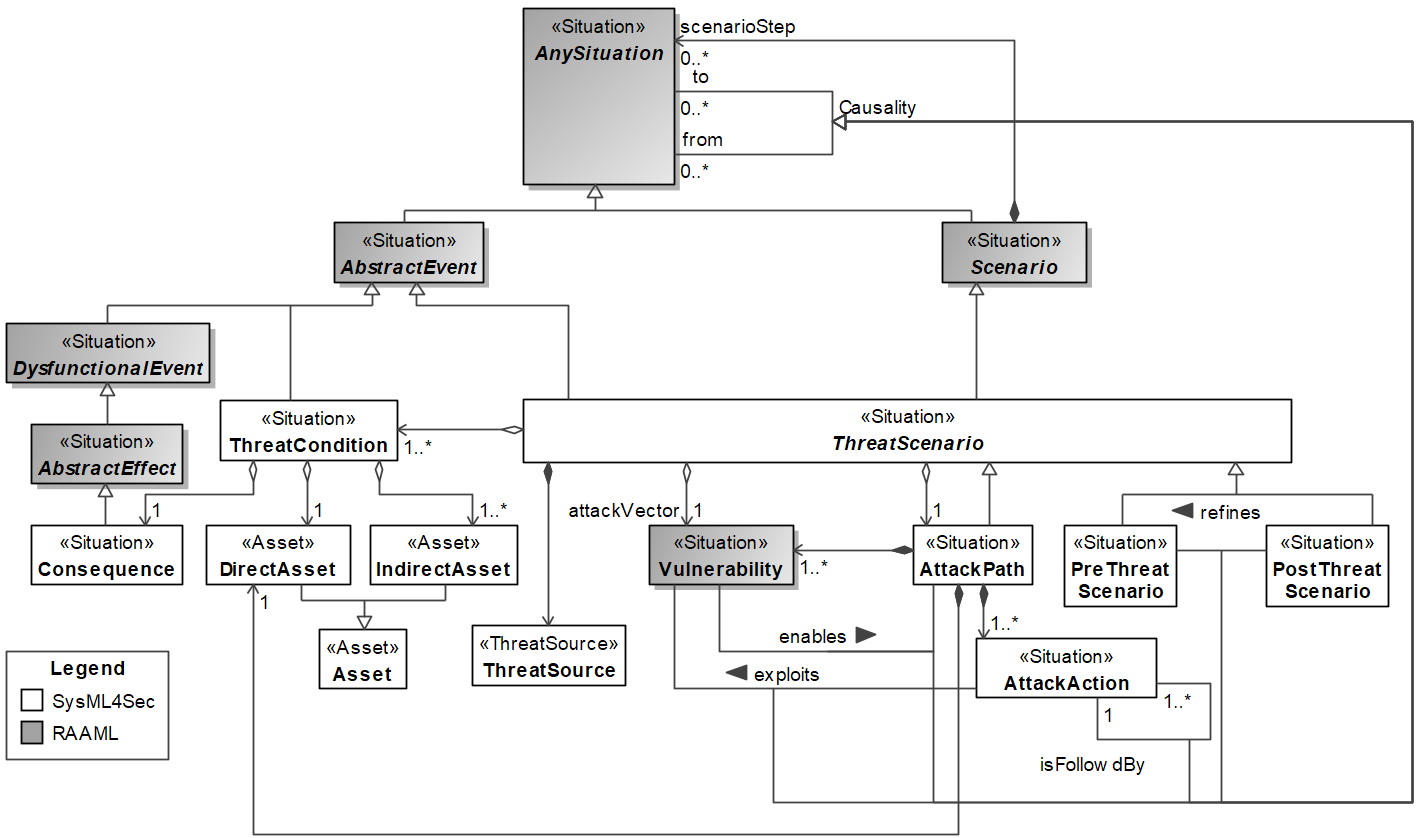 «Situation»
AnySituation
scenarioStep
0..*
to
0..*
Causality
from
0..*
«Situation»
AbstractEvent
«Situation»
Scenario
«Situation»
DysfunctionalEvent
«Situation»
AbstractEffect
«Situation»
ThreatCondition
1..*
«Situation»
ThreatScenario
1
1
1..*
attackVector
1
1
refines
«Situation»
Consequence
«Asset»
DirectAsset
«Asset»
IndirectAsset
«Situation»
Vulnerability
1..*
«Situation»
AttackPath
«Situation»
PreThreat
Scenario
«Situation»
PostThreat
Scenario
1
«Asset»
Asset
«ThreatSource»
ThreatSource
enables
exploits
1..*
«Situation»
AttackAction
1..*
1
isFollow dBy
Legend
SysML4Sec
RAAML